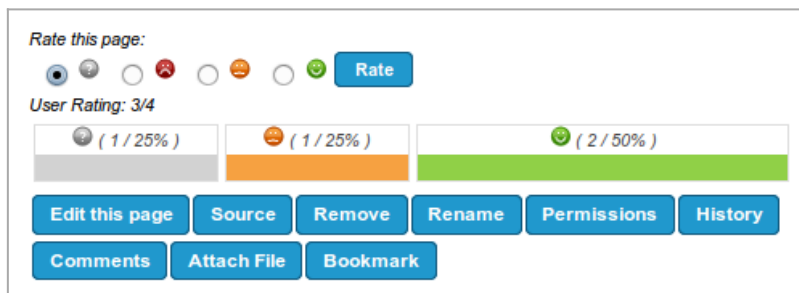 Rate this page:
? Rate
User Rating: 3/4
? ( 1 / 25% ) ( 1 / 25% ) ( 2 / 50% )
Edit this page Source Remove Rename Permissions History
Comments Attach File Bookmark